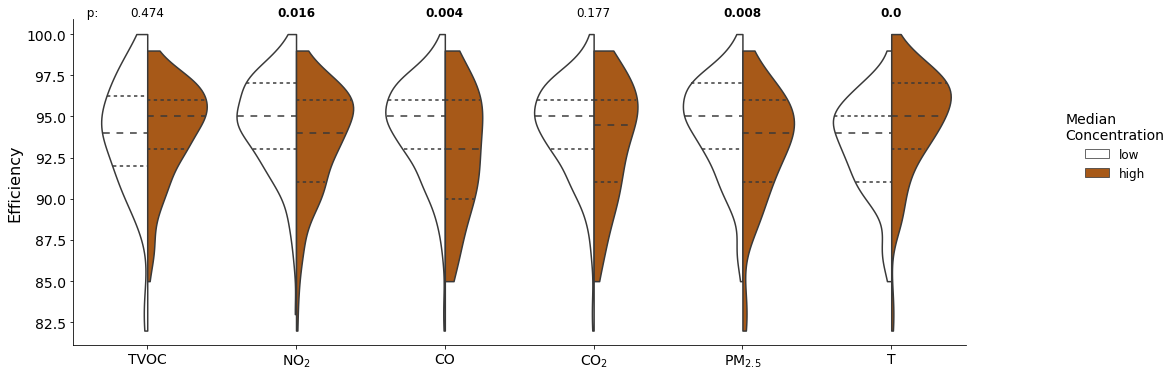 p: 0.474 0.016 0.004 0.177 0.008 0.0
100.0
97.5
95.0
92.5
90.0
87.5
85.0
82.5
Efficiency
TVOC NO₂ CO CO₂ PM₂.₅ T
Median
Concentration
low
high